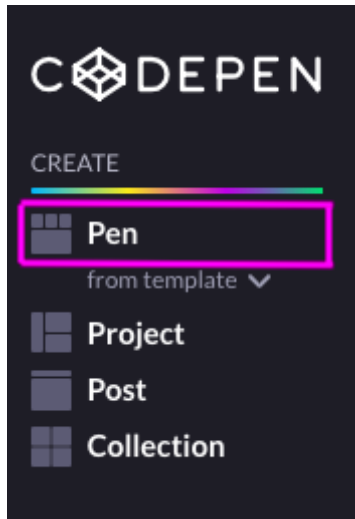 CODEPEN
CREATE
Pen
from template
Project
Post
Collection